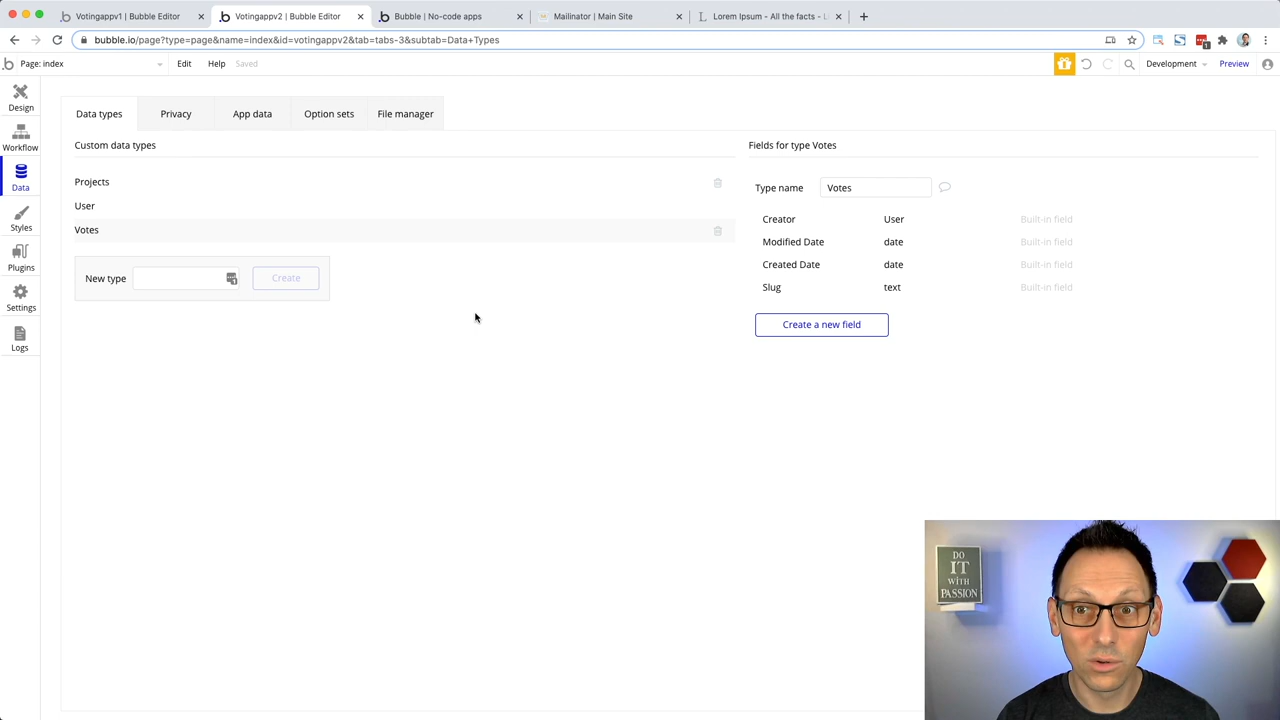 Votingappv1 | Bubble Editor
Votingappv2 | Bubble Editor
Bubble | No-code apps
Mailinator | Main Site
Lorem Ipsum - All the facts - Li
bubble.io/page?type=page&name=index&id=votingappv2&tab=tabs-3&subtab=Data+Types
Page: index
Edit
Help
Saved
Development
Preview
Design
Workflow
Data
Styles
Plugins
Settings
Logs
Data types
Privacy
App data
Option sets
File manager
Custom data types
Projects
User
Votes
New type
Create
Fields for type Votes
Type name
Votes
Creator User Built-in field
Modified Date date Built-in field
Created Date date Built-in field
Slug text Built-in field
Create a new field
DO
IT
WITH
PASSION